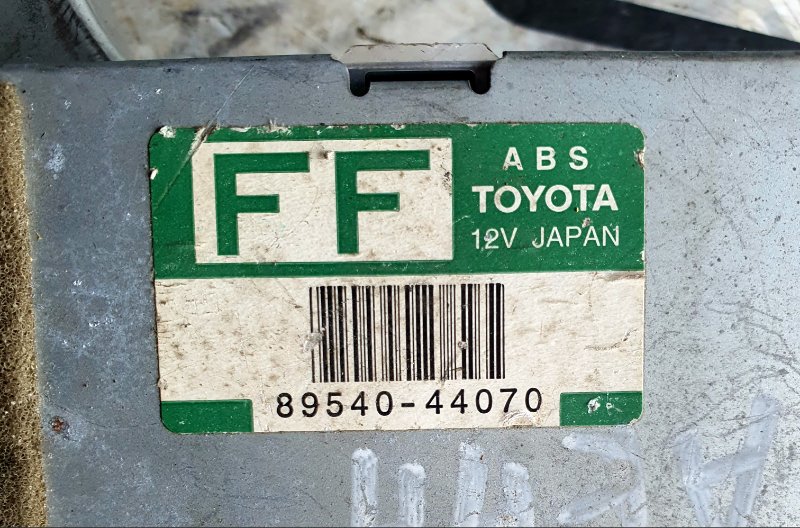 FF
ABS
TOYOTA
12V JAPAN
89540-44070